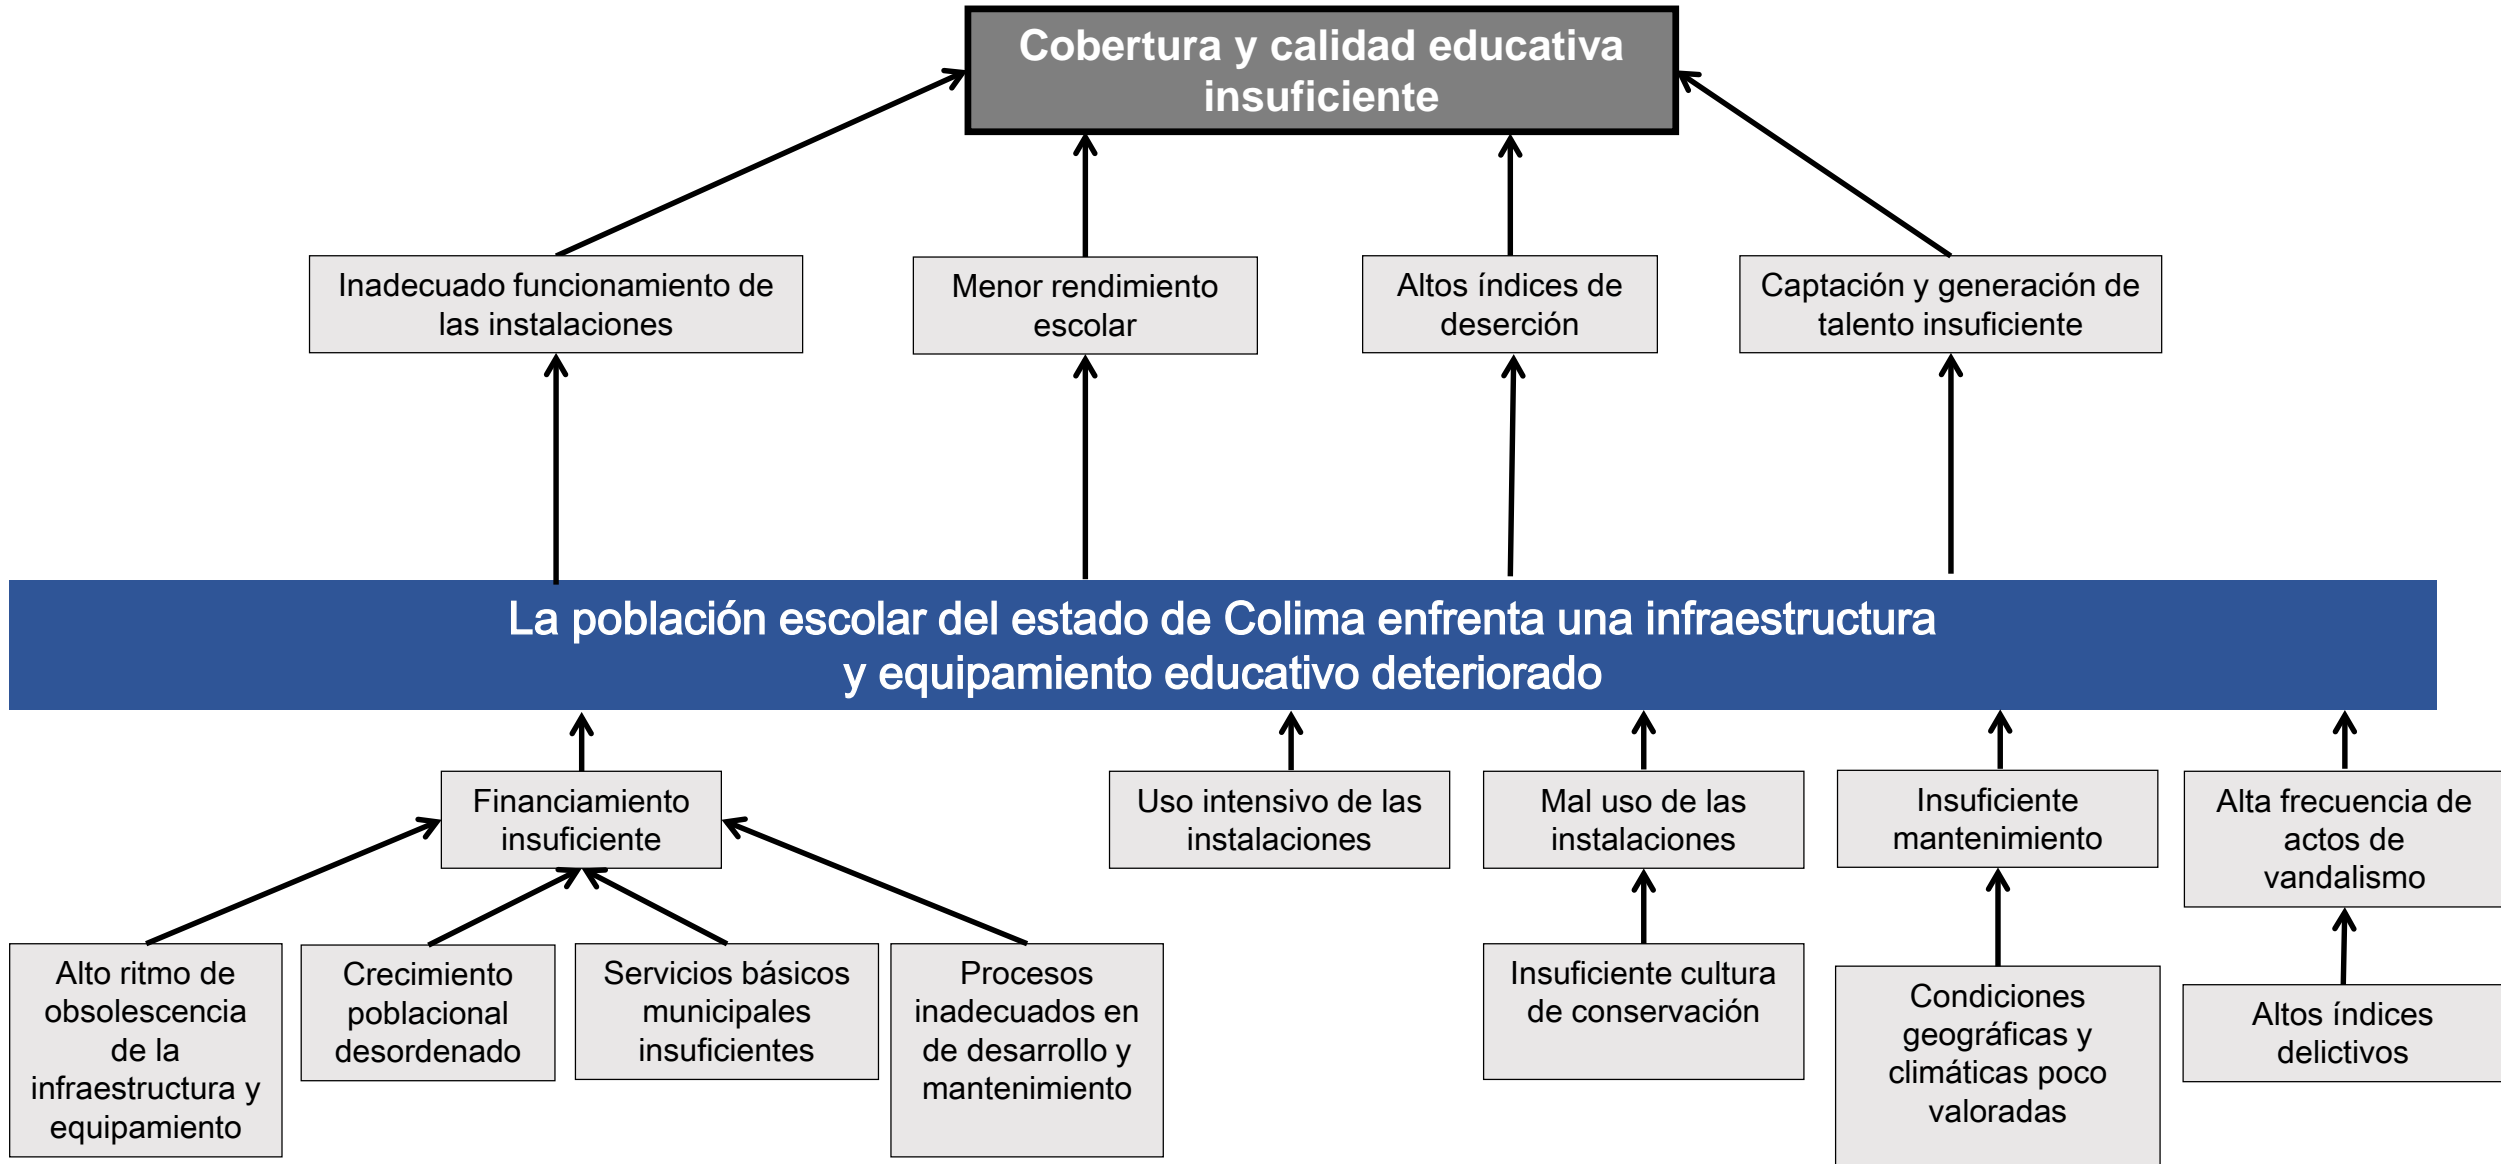 Cobertura y calidad educativa
insuficiente
Inadecuado funcionamiento de
las instalaciones
Menor rendimiento
escolar
Altos índices de
deserción
Captación y generación de
talento insuficiente
La población escolar del estado de Colima enfrenta una infraestructura
y equipamiento educativo deteriorado
Financiamiento
insuficiente
Uso intensivo de las
instalaciones
Mal uso de las
instalaciones
Insuficiente
mantenimiento
Alta frecuencia de
actos de
vandalismo
Alto ritmo de
obsolescencia
de la
infraestructura y
equipamiento
Crecimiento
poblacional
desordenado
Servicios básicos
municipales
insuficientes
Procesos
inadecuados en
de desarrollo y
mantenimiento
Insuficiente cultura
de conservación
Condiciones
geográficas y
climáticas poco
valoradas
Altos índices
delictivos